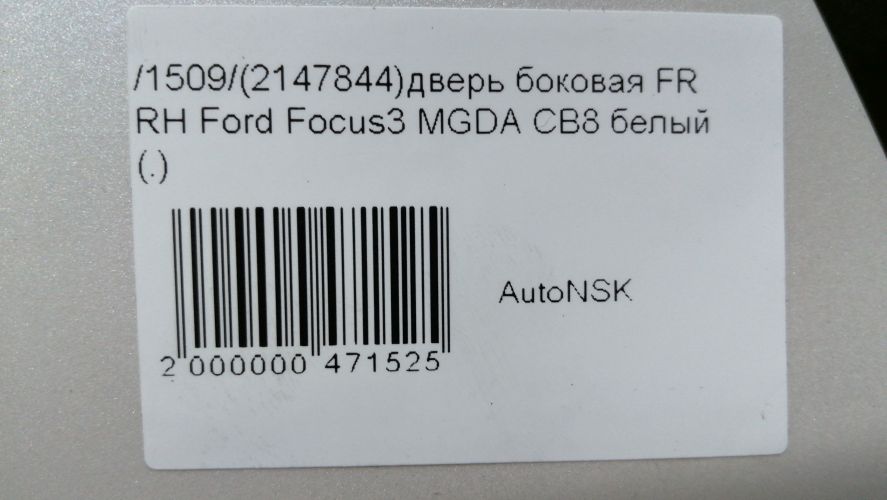 /1509/(2147844)дверь боковая FR
RH Ford Focus3 MGDA CB8 белый
(.)
AutoNSK
2 000000 471525